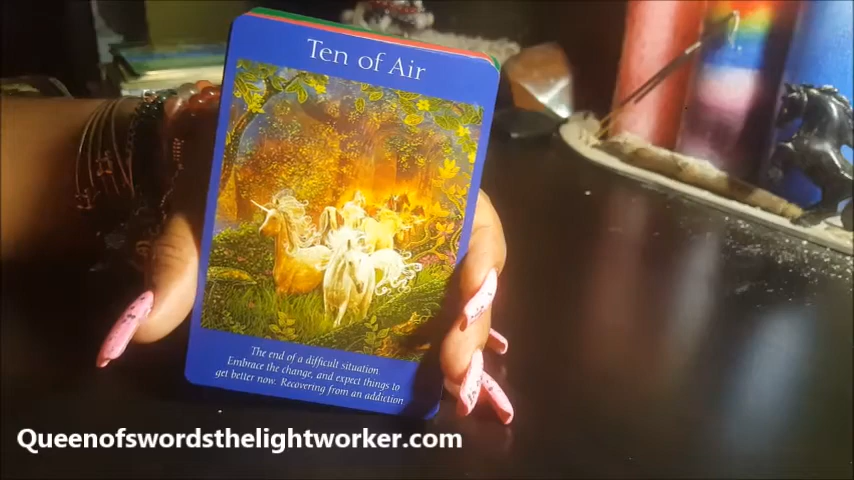 Ten of Air
The end of a difficult situation
Embrace the change, and expect things to
get better now. Recovering from an addiction
Queenofswordsthelightworker.com